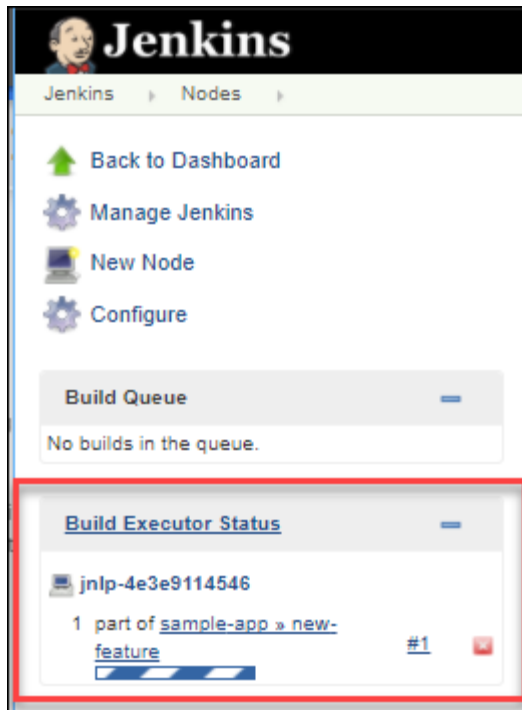 Jenkins
Jenkins Nodes
Back to Dashboard
Manage Jenkins
New Node
Configure
Build Queue
No builds in the queue.
Build Executor Status
jnlp-4e3e9114546
1 part of sample-app » new-
feature #1